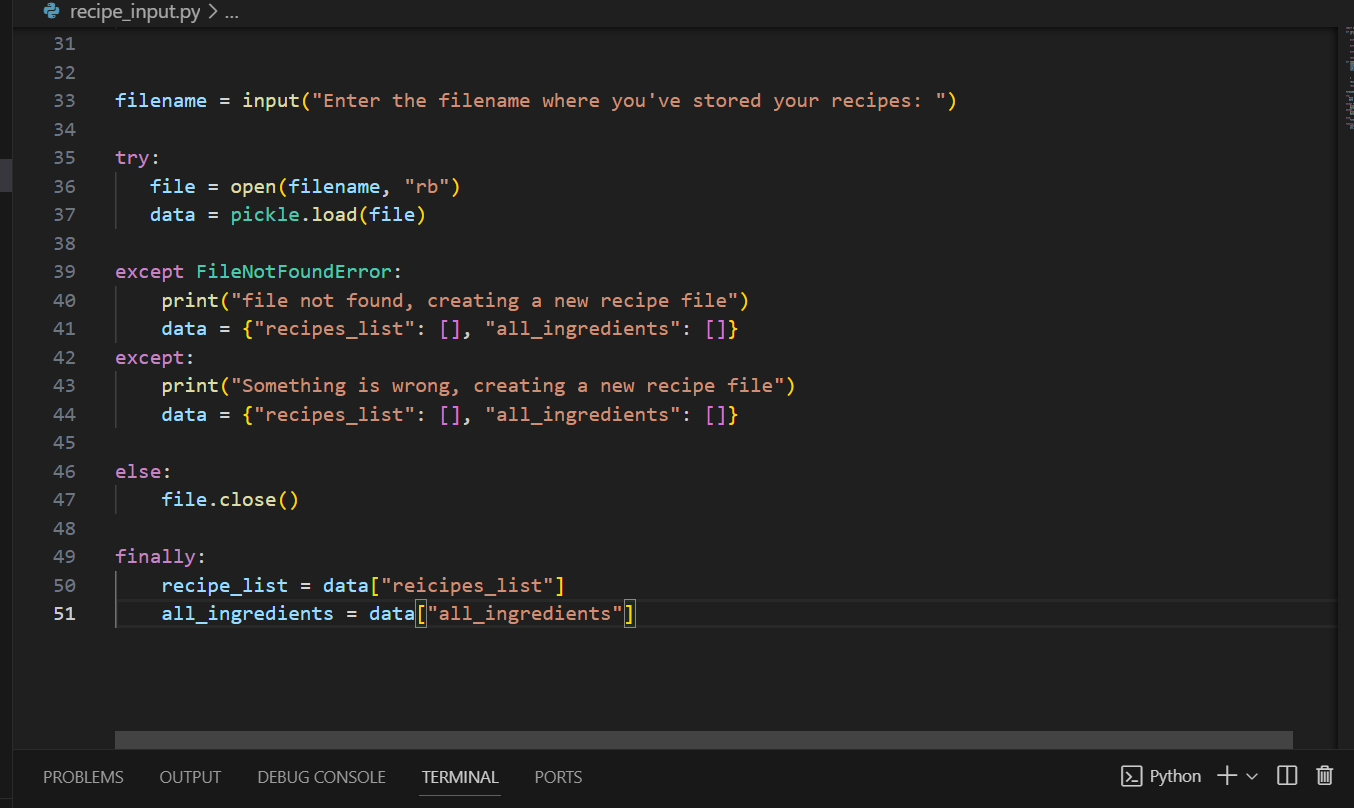 recipe_input.py > ...
31
32
33 filename = input("Enter the filename where you've stored your recipes: ")
34
35 try:
36    file = open(filename, "rb")
37    data = pickle.load(file)
38
39 except FileNotFoundError:
40     print("file not found, creating a new recipe file")
41     data = {"recipes_list": [], "all_ingredients": []}
42 except:
43     print("Something is wrong, creating a new recipe file")
44     data = {"recipes_list": [], "all_ingredients": []}
45
46 else:
47     file.close()
48
49 finally:
50     recipe_list = data["reicipes_list"]
51     all_ingredients = data["all_ingredients"]
PROBLEMS OUTPUT DEBUG CONSOLE TERMINAL PORTS Python